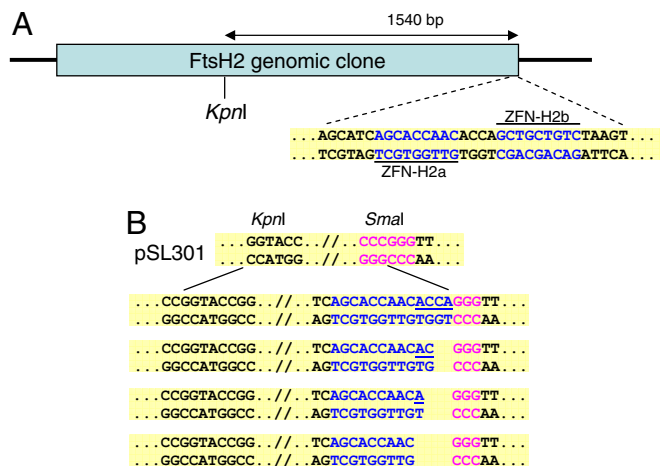 A
1540 bp
FtsH2 genomic clone
KpnI
ZFN-H2b
...AGCATCAGCACCAACACCAGCTGCTGTCTAAGT...
...TCGTAGTCGTGGTTGTGGTCGACGACAGATTCA...
ZFN-H2a
B
KpnI SmaI
pSL301
...GGTACC..//..CCCGGGTT...
...CCATGG..//..GGGCCCAA...
...CCGGTACCGG..//..TCAGCACCAACACCAGGGTT...
...GGCCATGGCC..//..AGTCGTGGTTGTGGTCCCAA...
...CCGGTACCGG..//..TCAGCACCAACAC GGGTT...
...GGCCATGGCC..//..AGTCGTGGTTGTG CCCAA...
...CCGGTACCGG..//..TCAGCACCAACA GGGTT...
...GGCCATGGCC..//..AGTCGTGGTTGT CCCAA...
...CCGGTACCGG..//..TCAGCACCAAC GGGTT...
...GGCCATGGCC..//..AGTCGTGGTTG CCCAA...